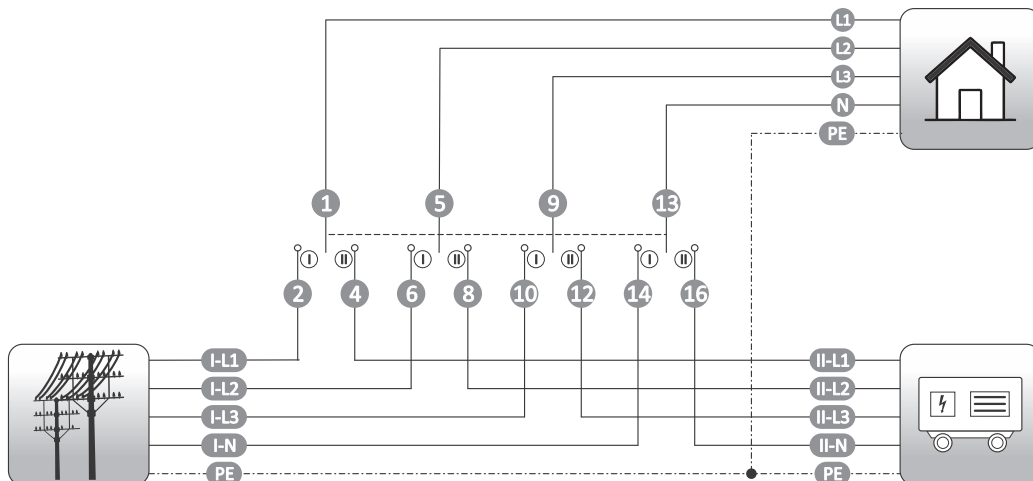 L1
L2
L3
N
PE
1 5 9 13
I II I II I II I II
2 4 6 8 10 12 14 16
I-L1 II-L1
I-L2 II-L2
I-L3 II-L3
I-N II-N
PE PE